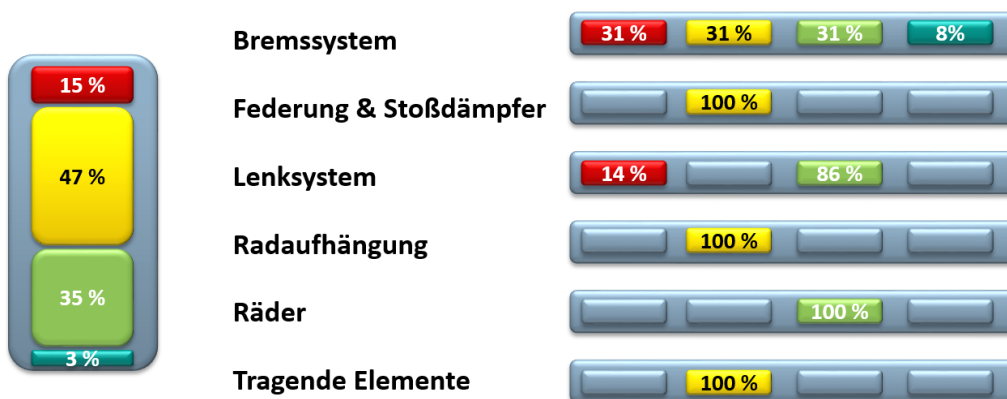 15 %
47 %
35 %
3 %
Bremssystem 31 % 31 % 31 % 8%
Federung & Stoßdämpfer 100 %
Lenksystem 14 % 86 %
Radaufhängung 100 %
Räder 100 %
Tragende Elemente 100 %